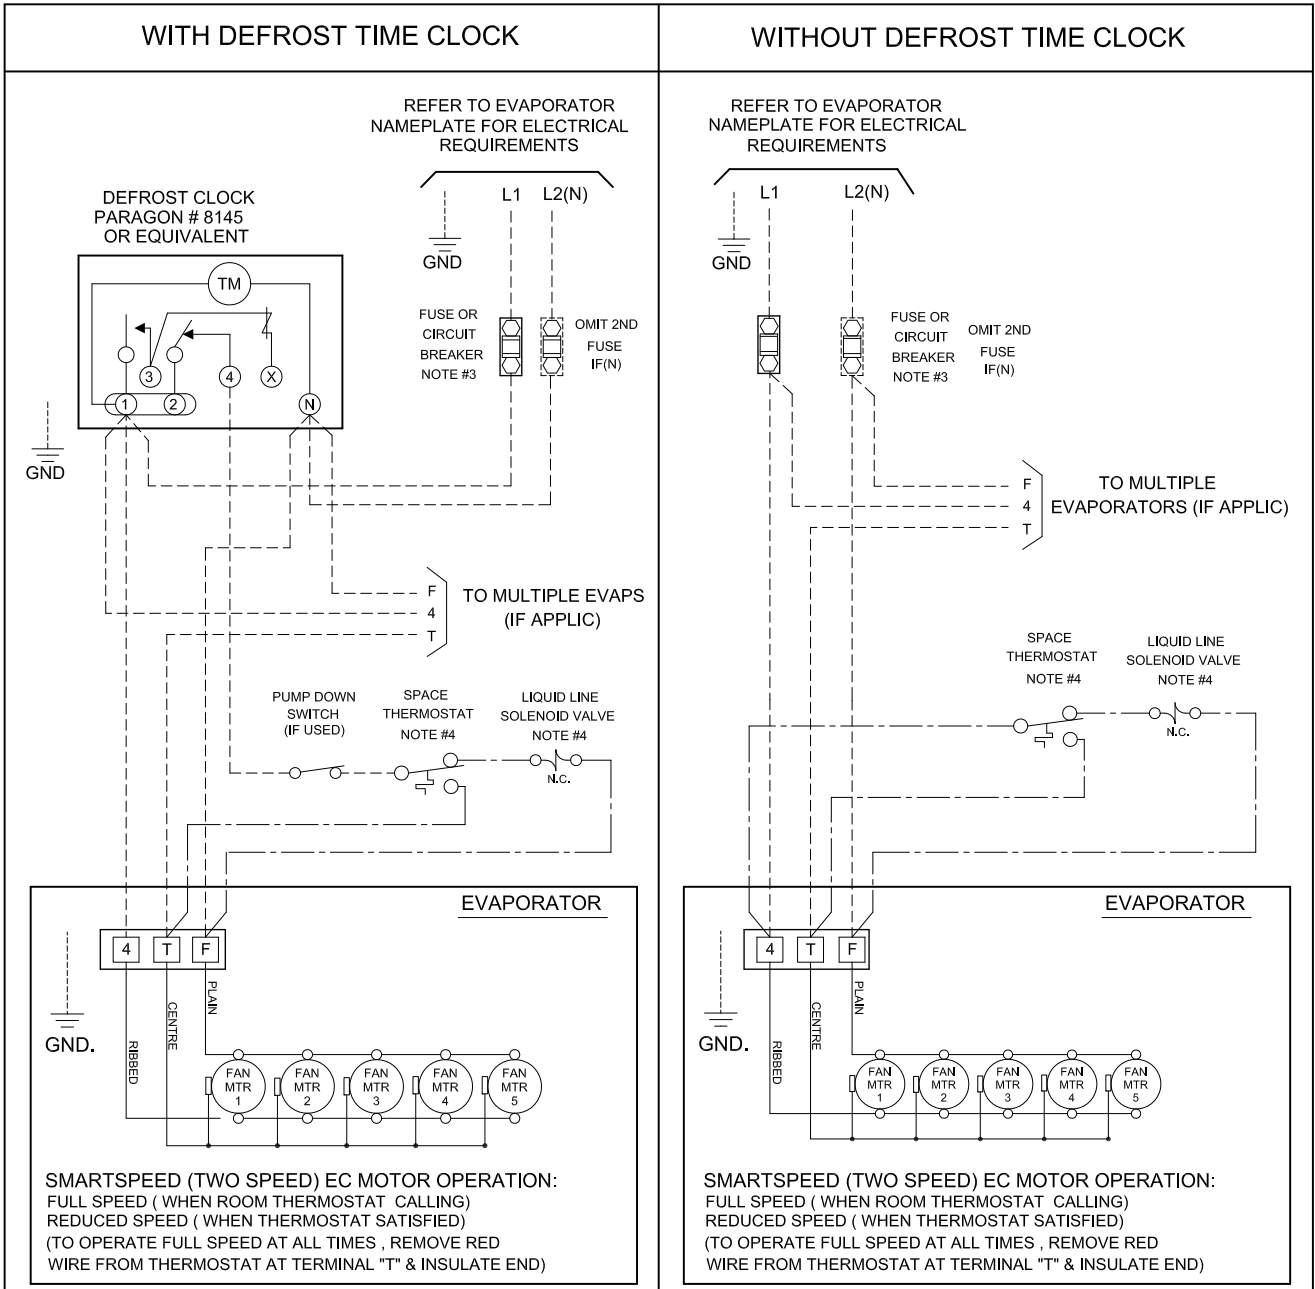 WITH DEFROST TIME CLOCK
REFER TO EVAPORATOR
NAMEPLATE FOR ELECTRICAL
REQUIREMENTS
L1 L2(N)
GND
DEFROST CLOCK
PARAGON # 8145
OR EQUIVALENT
TM
3 4 X
1 2 N
GND
FUSE OR
CIRCUIT
BREAKER
NOTE #3
OMIT 2ND
FUSE
IF(N)
F
4
T
TO MULTIPLE EVAPS
(IF APPLIC)
PUMP DOWN
SWITCH
(IF USED)
SPACE
THERMOSTAT
NOTE #4
LIQUID LINE
SOLENOID VALVE
NOTE #4
N.C.
EVAPORATOR
4 T F
GND.
RIBBED
CENTRE
PLAIN
FAN
MTR
1
FAN
MTR
2
FAN
MTR
3
FAN
MTR
4
FAN
MTR
5
SMARTSPEED (TWO SPEED) EC MOTOR OPERATION:
FULL SPEED ( WHEN ROOM THERMOSTAT CALLING)
REDUCED SPEED ( WHEN THERMOSTAT SATISFIED)
(TO OPERATE FULL SPEED AT ALL TIMES , REMOVE RED
WIRE FROM THERMOSTAT AT TERMINAL "T" & INSULATE END)
WITHOUT DEFROST TIME CLOCK
REFER TO EVAPORATOR
NAMEPLATE FOR ELECTRICAL
REQUIREMENTS
L1 L2(N)
GND
FUSE OR
CIRCUIT
BREAKER
NOTE #3
OMIT 2ND
FUSE
IF(N)
F
4
T
TO MULTIPLE
EVAPORATORS (IF APPLIC)
SPACE
THERMOSTAT
NOTE #4
LIQUID LINE
SOLENOID VALVE
NOTE #4
N.C.
EVAPORATOR
4 T F
GND.
RIBBED
CENTRE
PLAIN
FAN
MTR
1
FAN
MTR
2
FAN
MTR
3
FAN
MTR
4
FAN
MTR
5
SMARTSPEED (TWO SPEED) EC MOTOR OPERATION:
FULL SPEED ( WHEN ROOM THERMOSTAT CALLING)
REDUCED SPEED ( WHEN THERMOSTAT SATISFIED)
(TO OPERATE FULL SPEED AT ALL TIMES , REMOVE RED
WIRE FROM THERMOSTAT AT TERMINAL "T" & INSULATE END)